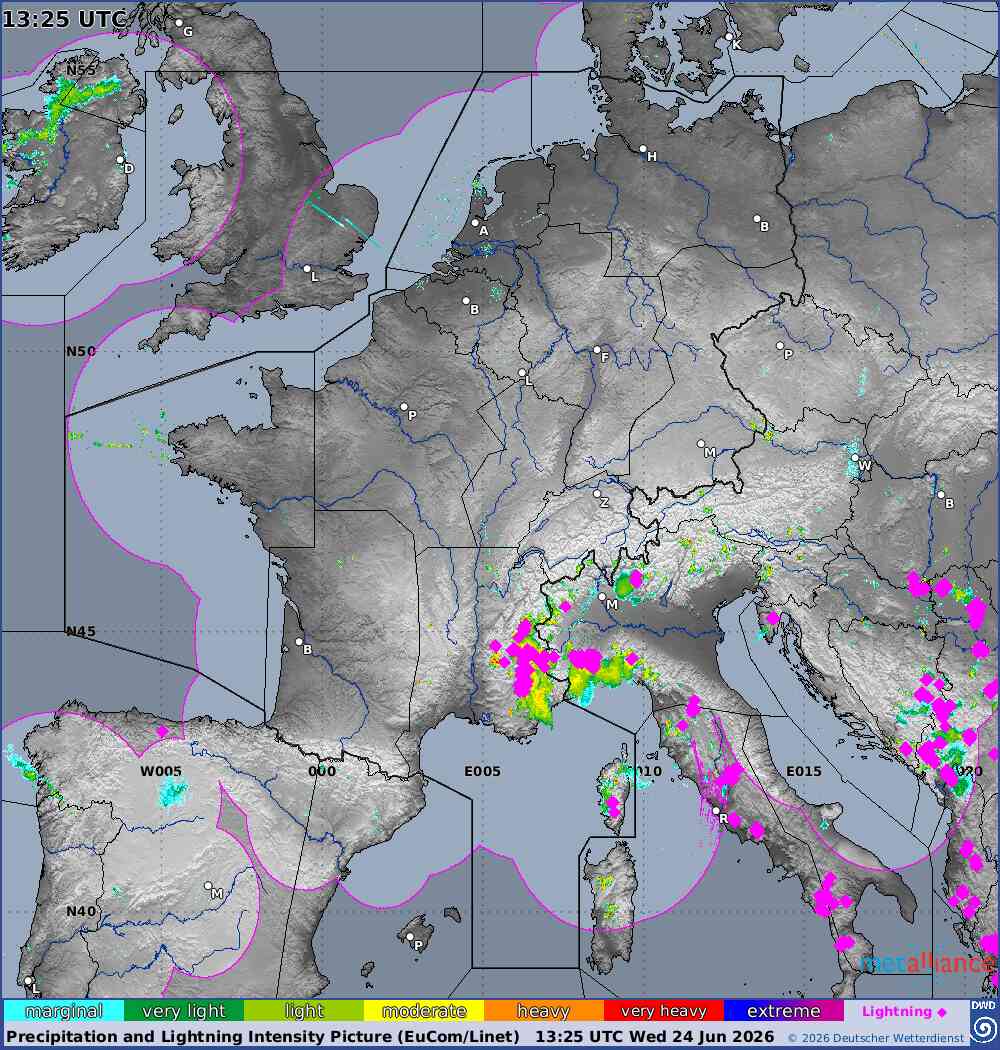 13:25 UTC
G
K
N55
H
D
B
A
L
B
N50
P
F
L
P
M
W
Z
B
M
N45
B
W005
000
E005
E015
R
M
N40
P
metalliance
L
marginal very light light moderate heavy very heavy extreme Lightning
DWD
Precipitation and Lightning Intensity Picture (EuCom/Linet) 13:25 UTC Wed 24 Jun 2026 © 2026 Deutscher Wetterdienst